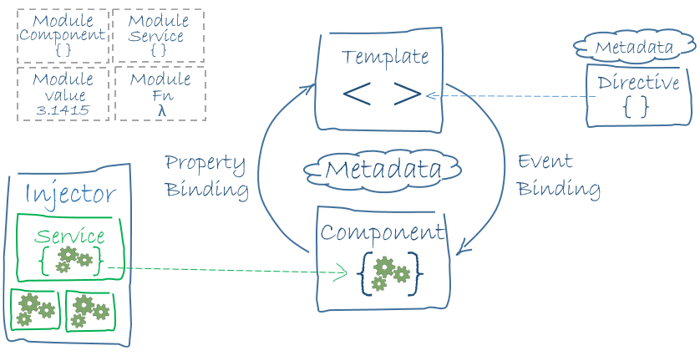 Module
Component
{ }
Module
Service
{ }
Module
value
3.1415
Module
Fn
λ
Template
< >
Metadata
Directive
{ }
Property
Binding
Metadata
Event
Binding
Injector
Service
{ }
Component
{ }